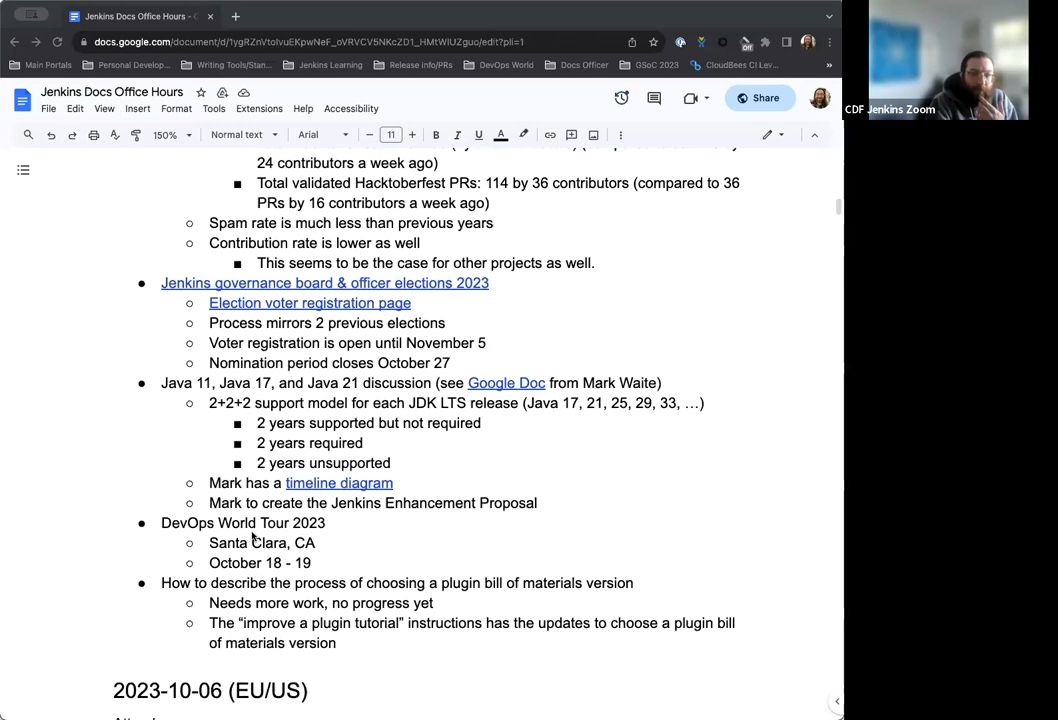 Jenkins Docs Office Hours - (
docs.google.com/document/d/1ygRZnVtoIvuEKpwNeF_oVRVCV5NKcZD1_HMtWlUZguo/edit?pli=1
Off
Main Portals
Personal Develop...
Writing Tools/Stan...
Jenkins Learning
Release info/PRs
DevOps World
Docs Officer
GSoC 2023
CloudBees CI Lev...
»
Jenkins Docs Office Hours
File Edit View Insert Format Tools Extensions Help Accessibility
Share
150% Normal text Arial − 11 + B I U A
24 contributors a week ago)
■ Total validated Hacktoberfest PRs: 114 by 36 contributors (compared to 36
PRs by 16 contributors a week ago)
○ Spam rate is much less than previous years
○ Contribution rate is lower as well
■ This seems to be the case for other projects as well.
● Jenkins governance board & officer elections 2023
○ Election voter registration page
○ Process mirrors 2 previous elections
○ Voter registration is open until November 5
○ Nomination period closes October 27
● Java 11, Java 17, and Java 21 discussion (see Google Doc from Mark Waite)
○ 2+2+2 support model for each JDK LTS release (Java 17, 21, 25, 29, 33, …)
■ 2 years supported but not required
■ 2 years required
■ 2 years unsupported
○ Mark has a timeline diagram
○ Mark to create the Jenkins Enhancement Proposal
● DevOps World Tour 2023
○ Santa Clara, CA
○ October 18 - 19
● How to describe the process of choosing a plugin bill of materials version
○ Needs more work, no progress yet
○ The “improve a plugin tutorial” instructions has the updates to choose a plugin bill
of materials version
2023-10-06 (EU/US)
CDF Jenkins Zoom